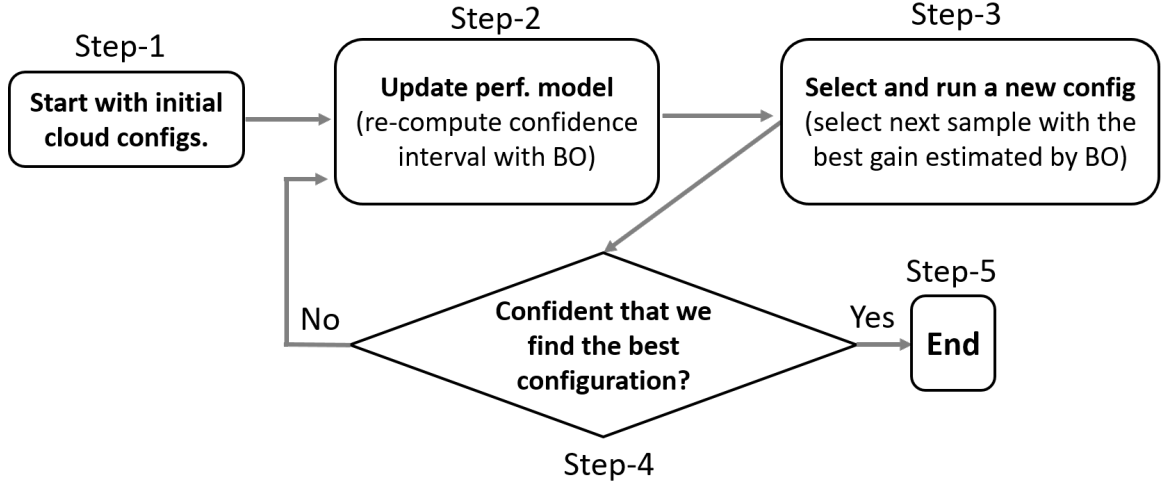 Step-1
Start with initial
cloud configs.
Step-2
Update perf. model
(re-compute confidence
interval with BO)
Step-3
Select and run a new config
(select next sample with the
best gain estimated by BO)
No
Confident that we
find the best
configuration?
Step-4
Yes
Step-5
End